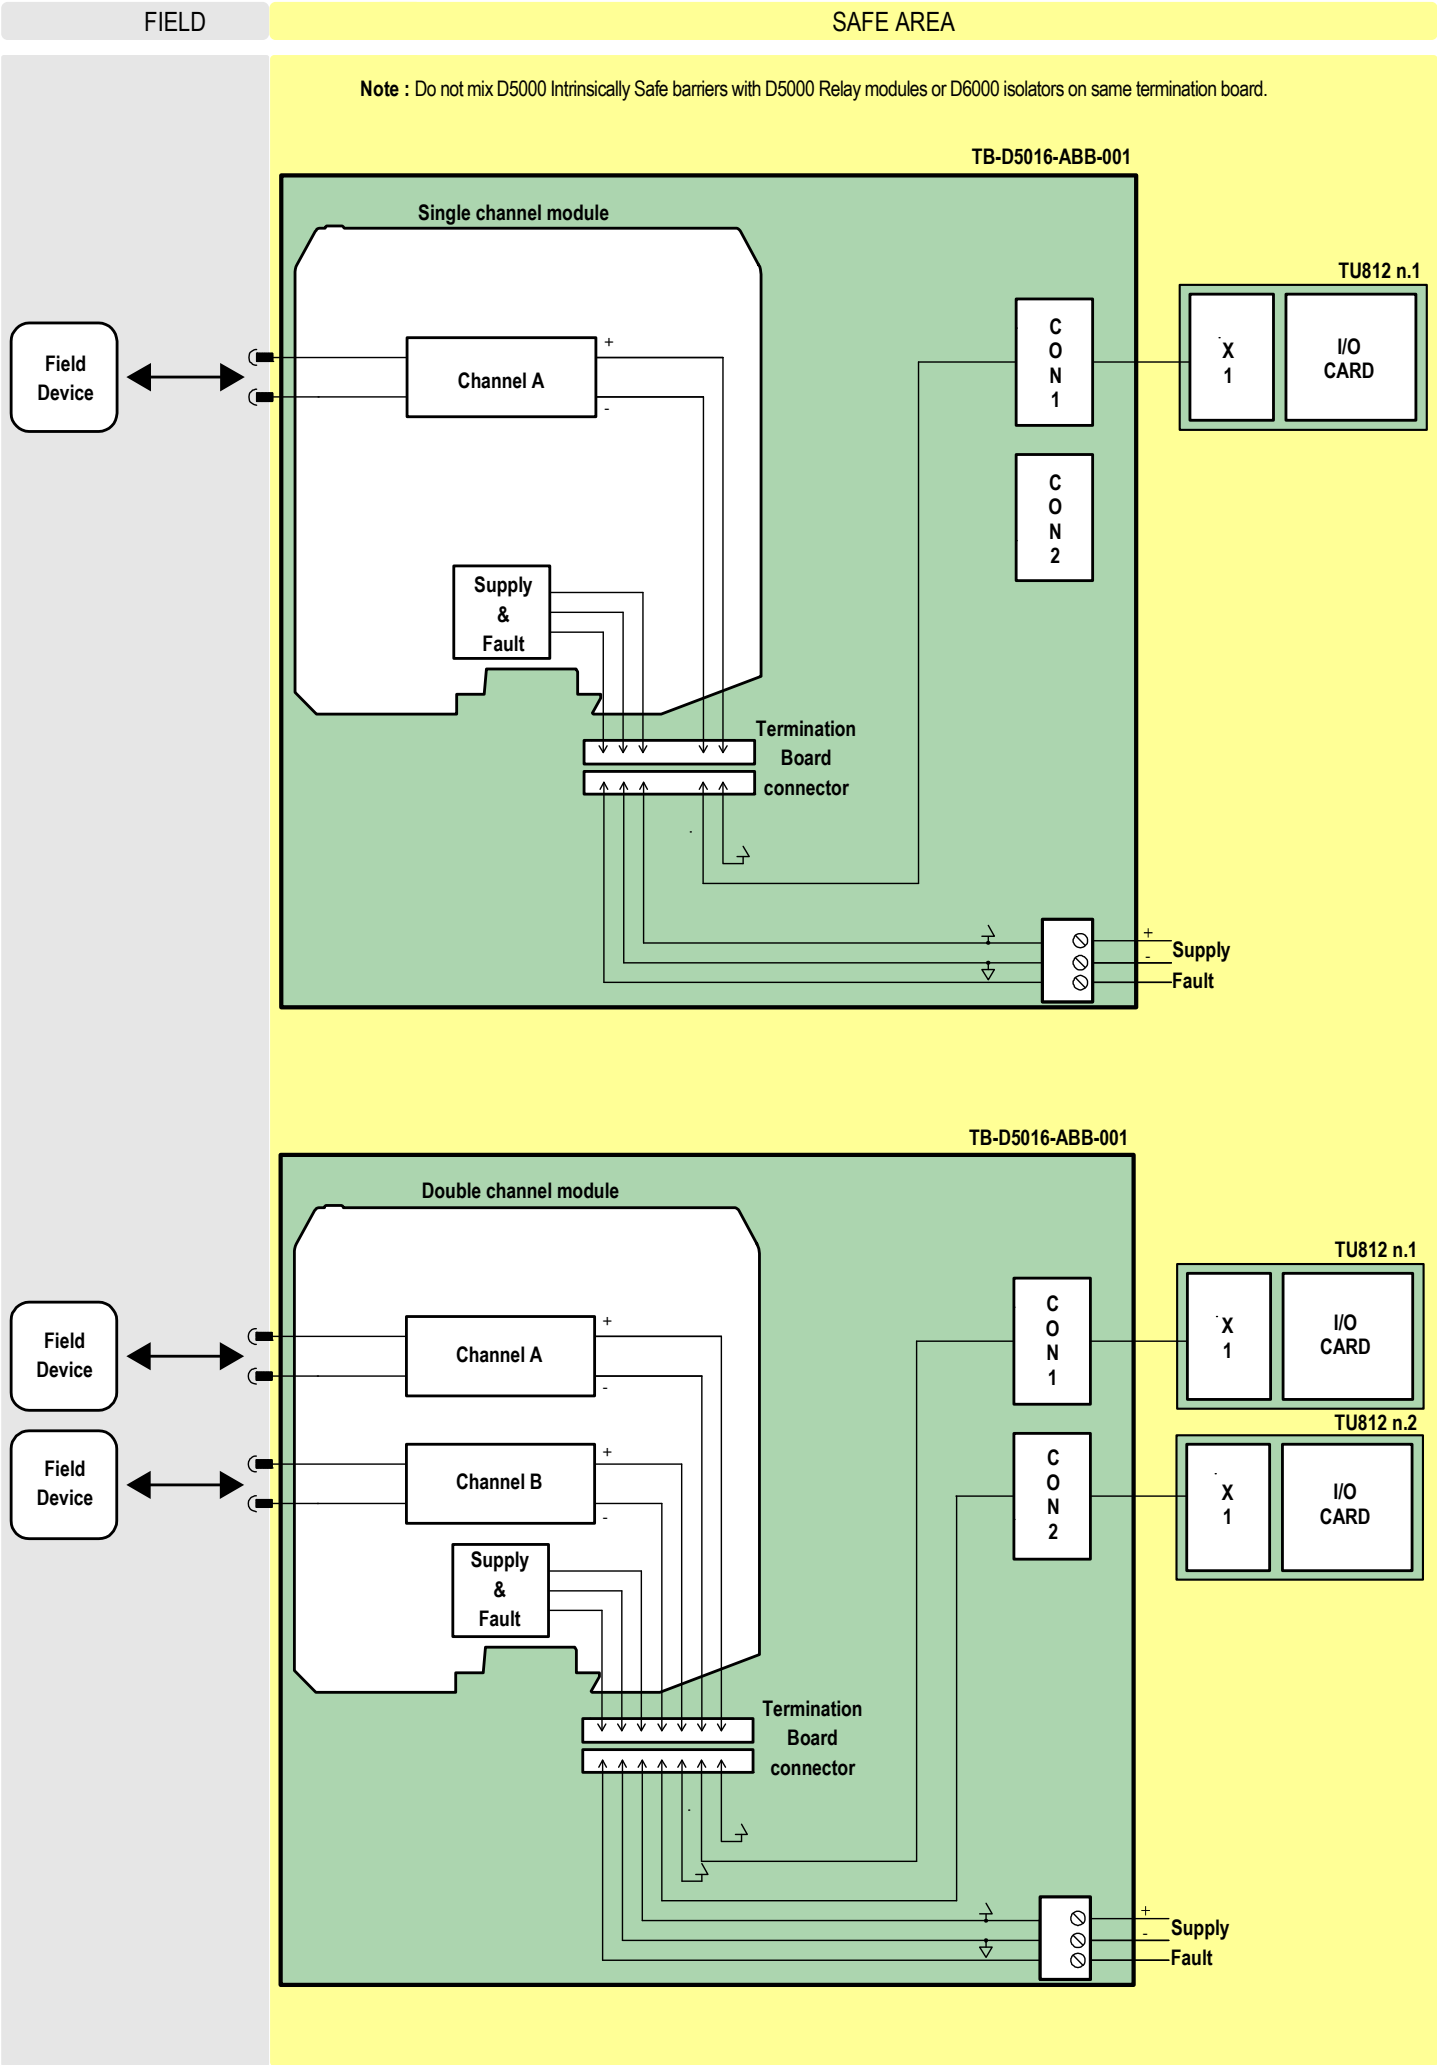 FIELD
SAFE AREA
Note : Do not mix D5000 Intrinsically Safe barriers with D5000 Relay modules or D6000 isolators on same termination board.
TB-D5016-ABB-001
Single channel module
TU812 n.1
Field
Device
Channel A
+
-
C
O
N
1
X
1
I/O
CARD
C
O
N
2
Supply
&
Fault
Termination
Board
connector
+
-
Supply
Fault
TB-D5016-ABB-001
Double channel module
TU812 n.1
Field
Device
Channel A
+
-
C
O
N
1
X
1
I/O
CARD
TU812 n.2
Field
Device
Channel B
+
-
C
O
N
2
X
1
I/O
CARD
Supply
&
Fault
Termination
Board
connector
+
-
Supply
Fault